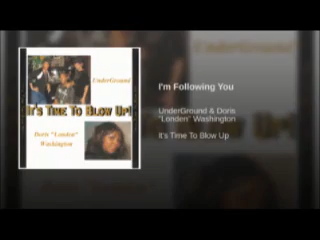 UnderGround
It's Time To Blow Up!
Doris "Londen"
Washington
I'm Following You
UnderGround & Doris
"Londen" Washington
It's Time To Blow Up